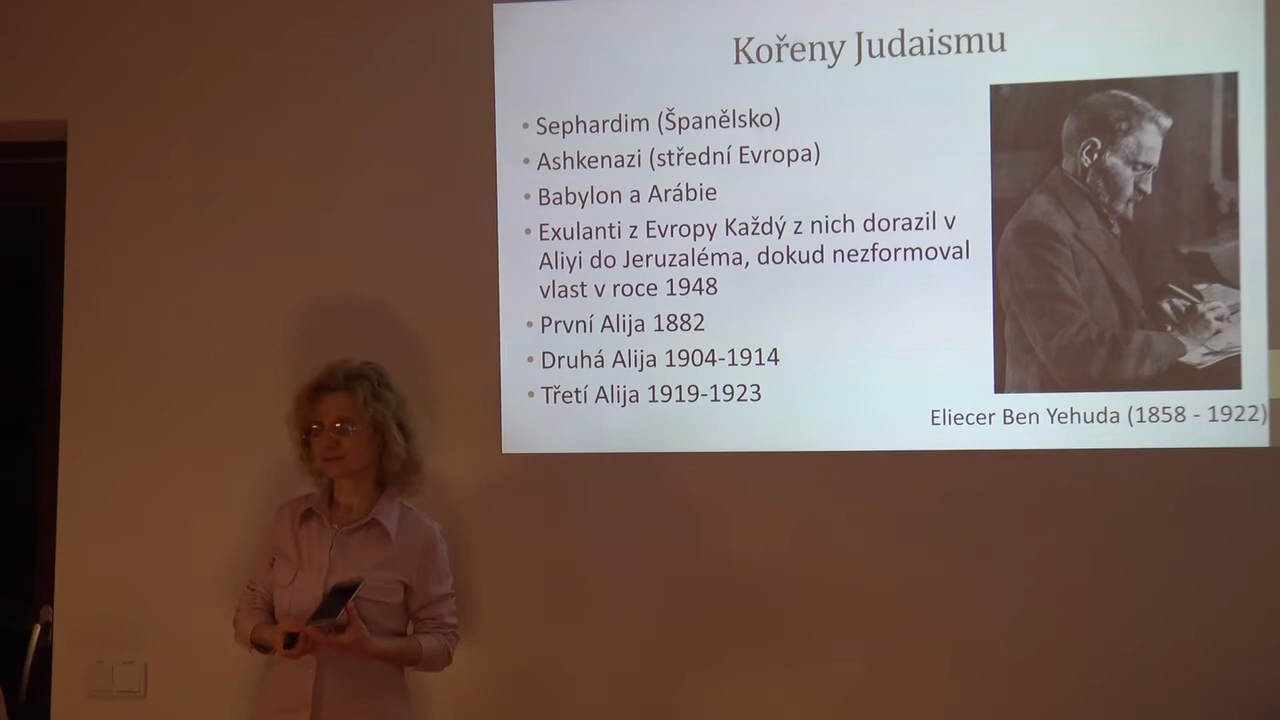 Kořeny Judaismu
• Sephardim (Španělsko)
• Ashkenazi (střední Evropa)
• Babylon a Arábie
• Exulanti z Evropy Každý z nich dorazil v
Aliyi do Jeruzaléma, dokud nezformoval
vlast v roce 1948
• První Alija 1882
• Druhá Alija 1904-1914
• Třetí Alija 1919-1923
Eliecer Ben Yehuda (1858 - 1922)